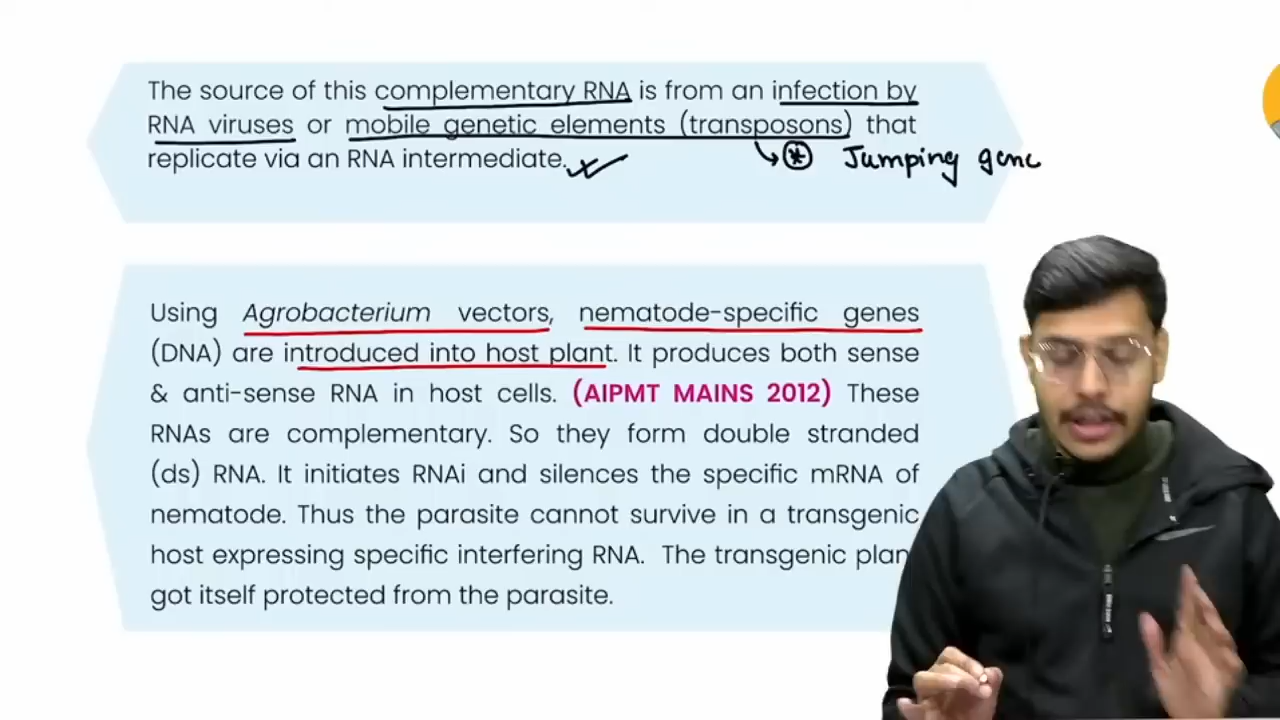 The source of this complementary RNA is from an infection by
RNA viruses or mobile genetic elements (transposons) that
replicate via an RNA intermediate.
Jumping gene
Using Agrobacterium vectors, nematode-specific genes
(DNA) are introduced into host plant. It produces both sense
& anti-sense RNA in host cells. (AIPMT MAINS 2012) These
RNAs are complementary. So they form double stranded
(ds) RNA. It initiates RNAi and silences the specific mRNA of
nematode. Thus the parasite cannot survive in a transgenic
host expressing specific interfering RNA. The transgenic plan
got itself protected from the parasite.